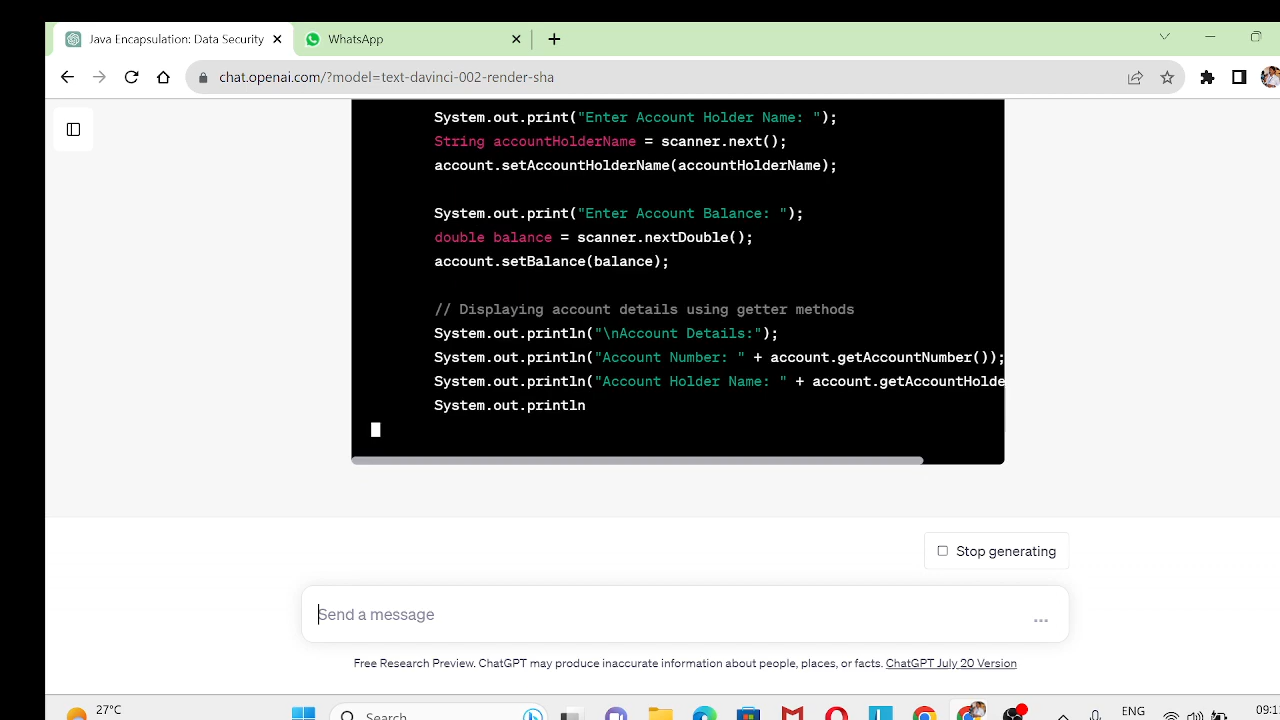 Java Encapsulation: Data Security
WhatsApp
chat.openai.com/?model=text-davinci-002-render-sha
System.out.print("Enter Account Holder Name: ");
String accountHolderName = scanner.next();
account.setAccountHolderName(accountHolderName);
System.out.print("Enter Account Balance: ");
double balance = scanner.nextDouble();
account.setBalance(balance);
// Displaying account details using getter methods
System.out.println("\nAccount Details:");
System.out.println("Account Number: " + account.getAccountNumber());
System.out.println("Account Holder Name: " + account.getAccountHolde
System.out.println
Stop generating
Send a message
Free Research Preview. ChatGPT may produce inaccurate information about people, places, or facts. ChatGPT July 20 Version
27°C
Search
ENG
09:1